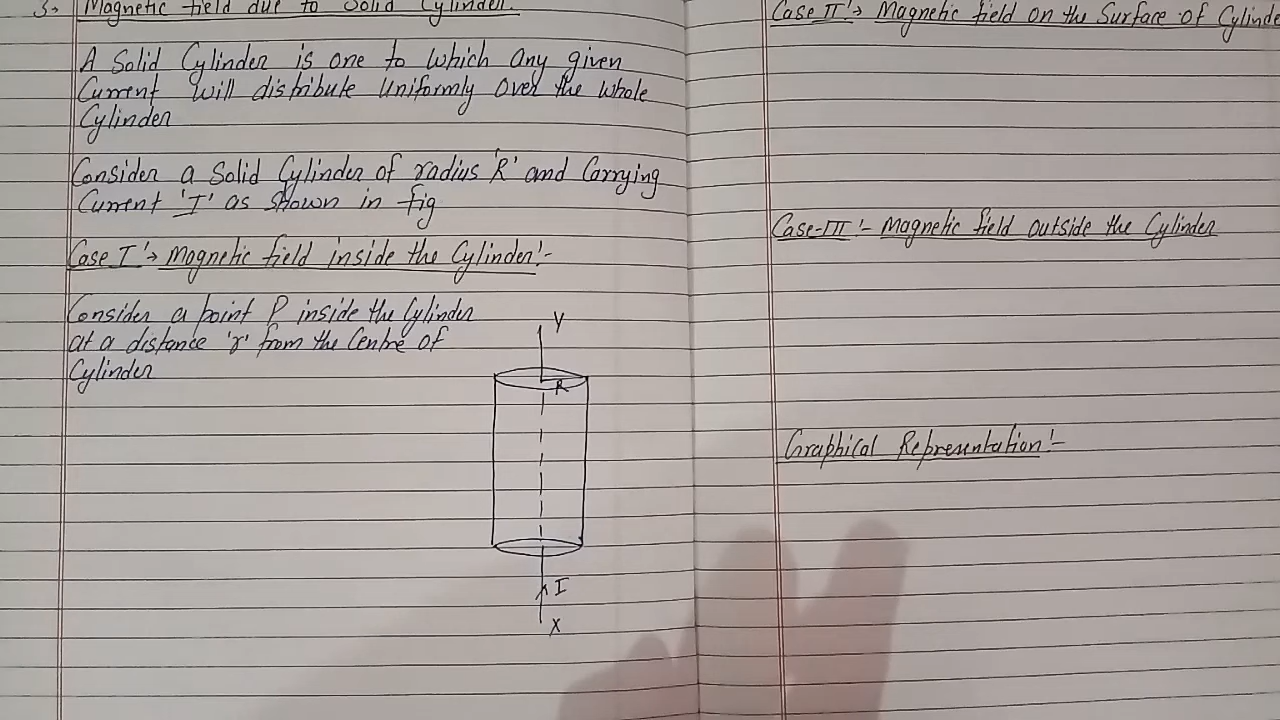 3. Magnetic field due to Solid Cylinder.
A Solid Cylinder is one to which any given
Current will distribute Uniformly over the whole
Cylinder
Consider a Solid Cylinder of radius 'R' and Carrying
Current 'I' as shown in fig
Case I :→ Magnetic field inside the Cylinder:-
Consider a point P inside the Cylinder
at a distance 'r' from the Centre of
Cylinder
Y
R
I
X
Case II :→ Magnetic field on the Surface of Cylinde
Case-III :- Magnetic field outside the Cylinder
Graphical Representation:-